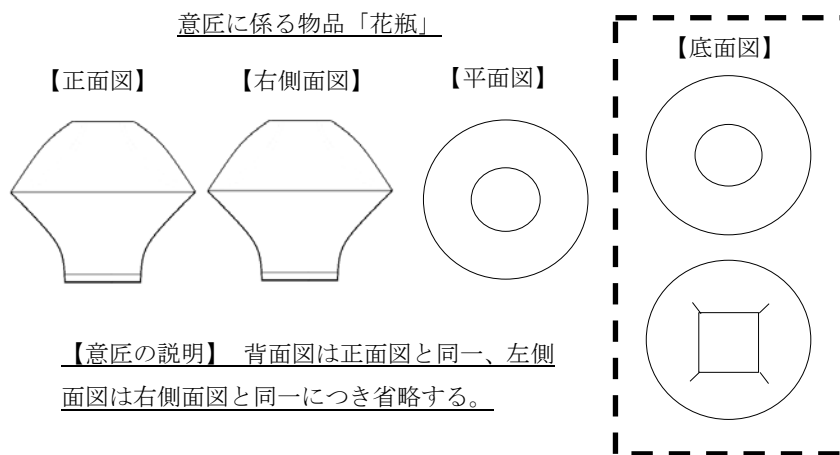 意匠に係る物品「花瓶」
【正面図】
【右側面図】
【平面図】
【底面図】
【意匠の説明】 背面図は正面図と同一、左側
面図は右側面図と同一につき省略する。